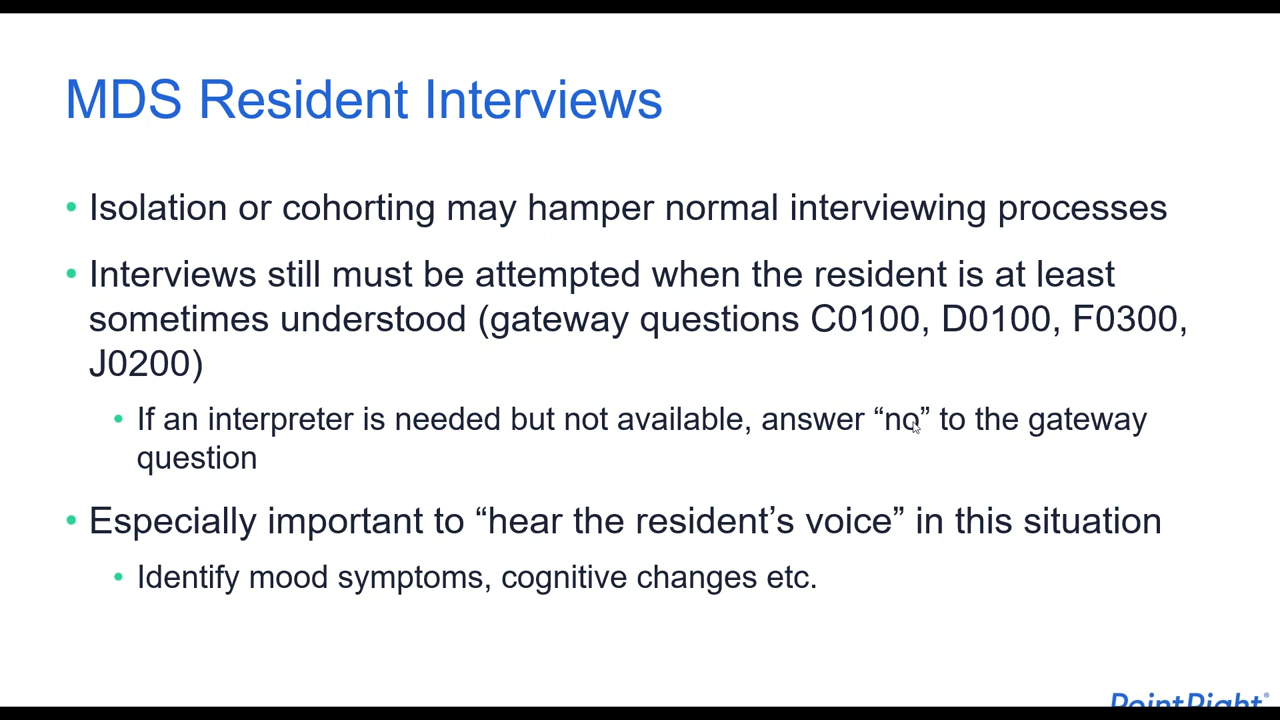 MDS Resident Interviews
• Isolation or cohorting may hamper normal interviewing processes
• Interviews still must be attempted when the resident is at least
sometimes understood (gateway questions C0100, D0100, F0300,
J0200)
• If an interpreter is needed but not available, answer “no” to the gateway
question
• Especially important to “hear the resident’s voice” in this situation
• Identify mood symptoms, cognitive changes etc.
PointRight®